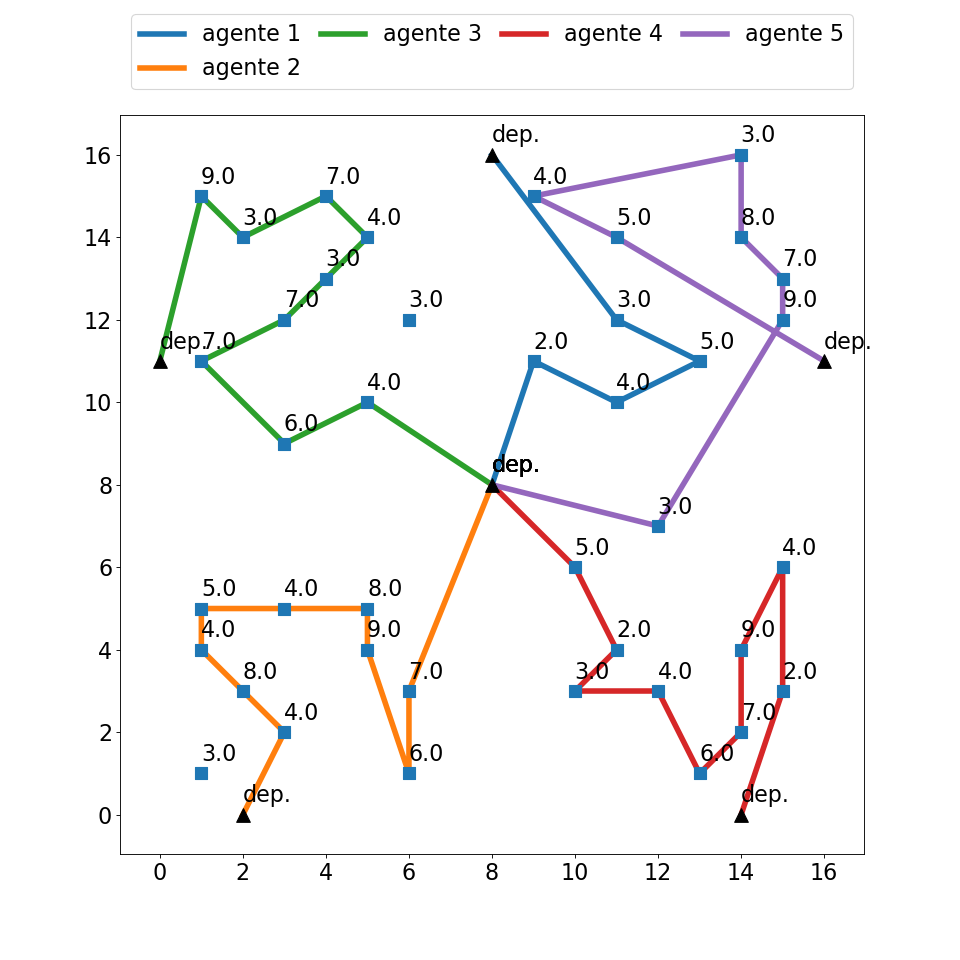 agente 1 agente 3 agente 4 agente 5
agente 2
dep. 3.0
16
9.0 7.0 4.0
3.0 4.0 5.0 8.0
14
3.0 7.0
7.0 3.0 3.0 9.0
12
dep. 7.0 2.0 5.0 dep.
4.0 4.0
10
6.0
dep.
8
3.0
5.0 4.0
6
5.0 4.0 8.0
4.0 9.0 2.0 9.0
4
8.0 7.0 3.0 4.0 2.0
4.0 7.0
2
3.0 6.0 6.0
dep. dep.
0
0 2 4 6 8 10 12 14 16